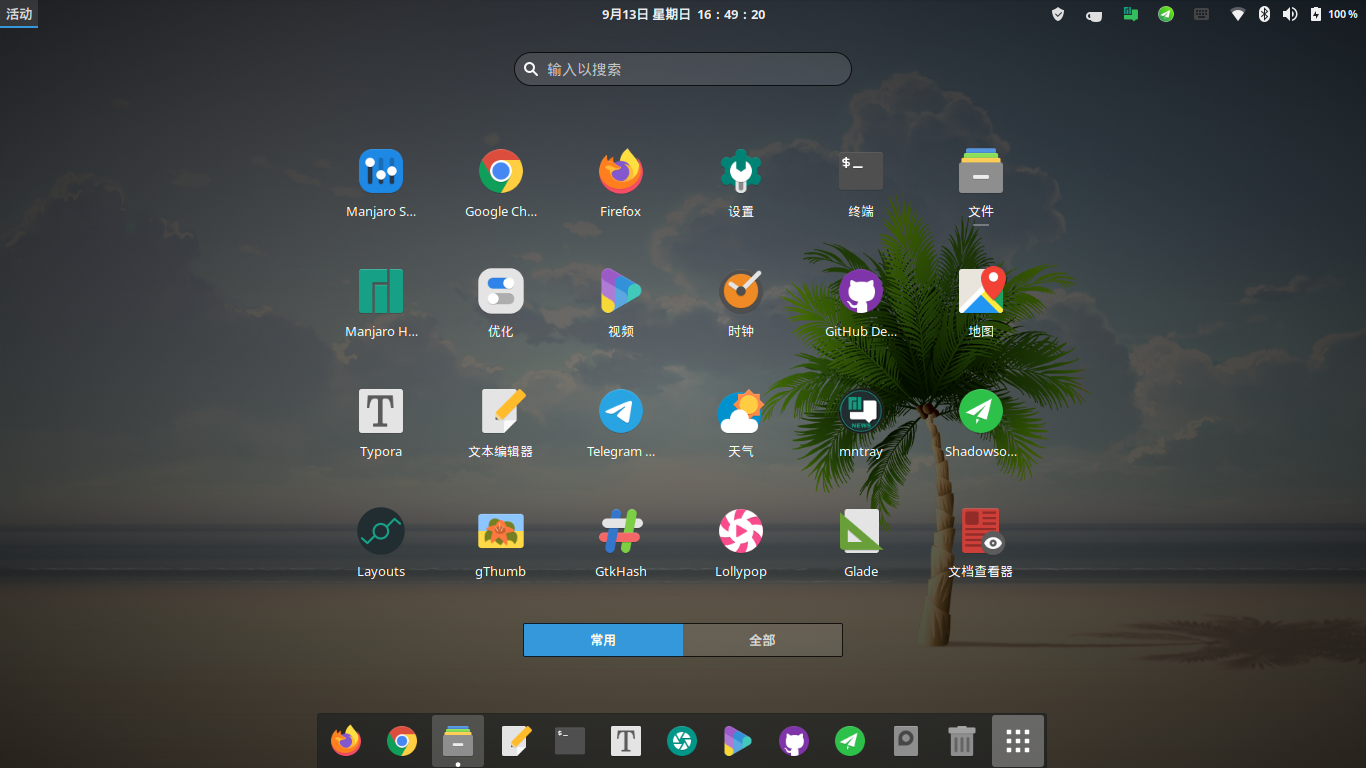 活动
9月13日 星期日 16：49：20
100 %
输入以搜索
Manjaro S...
Google Ch...
Firefox
设置
$_
终端
文件
Manjaro H...
优化
视频
时钟
GitHub De...
地图
T
Typora
文本编辑器
Telegram ...
天气
NEWS
mntray
Shadowso...
Layouts
gThumb
GtkHash
Lollypop
Glade
文档查看器
常用
全部
$_
T